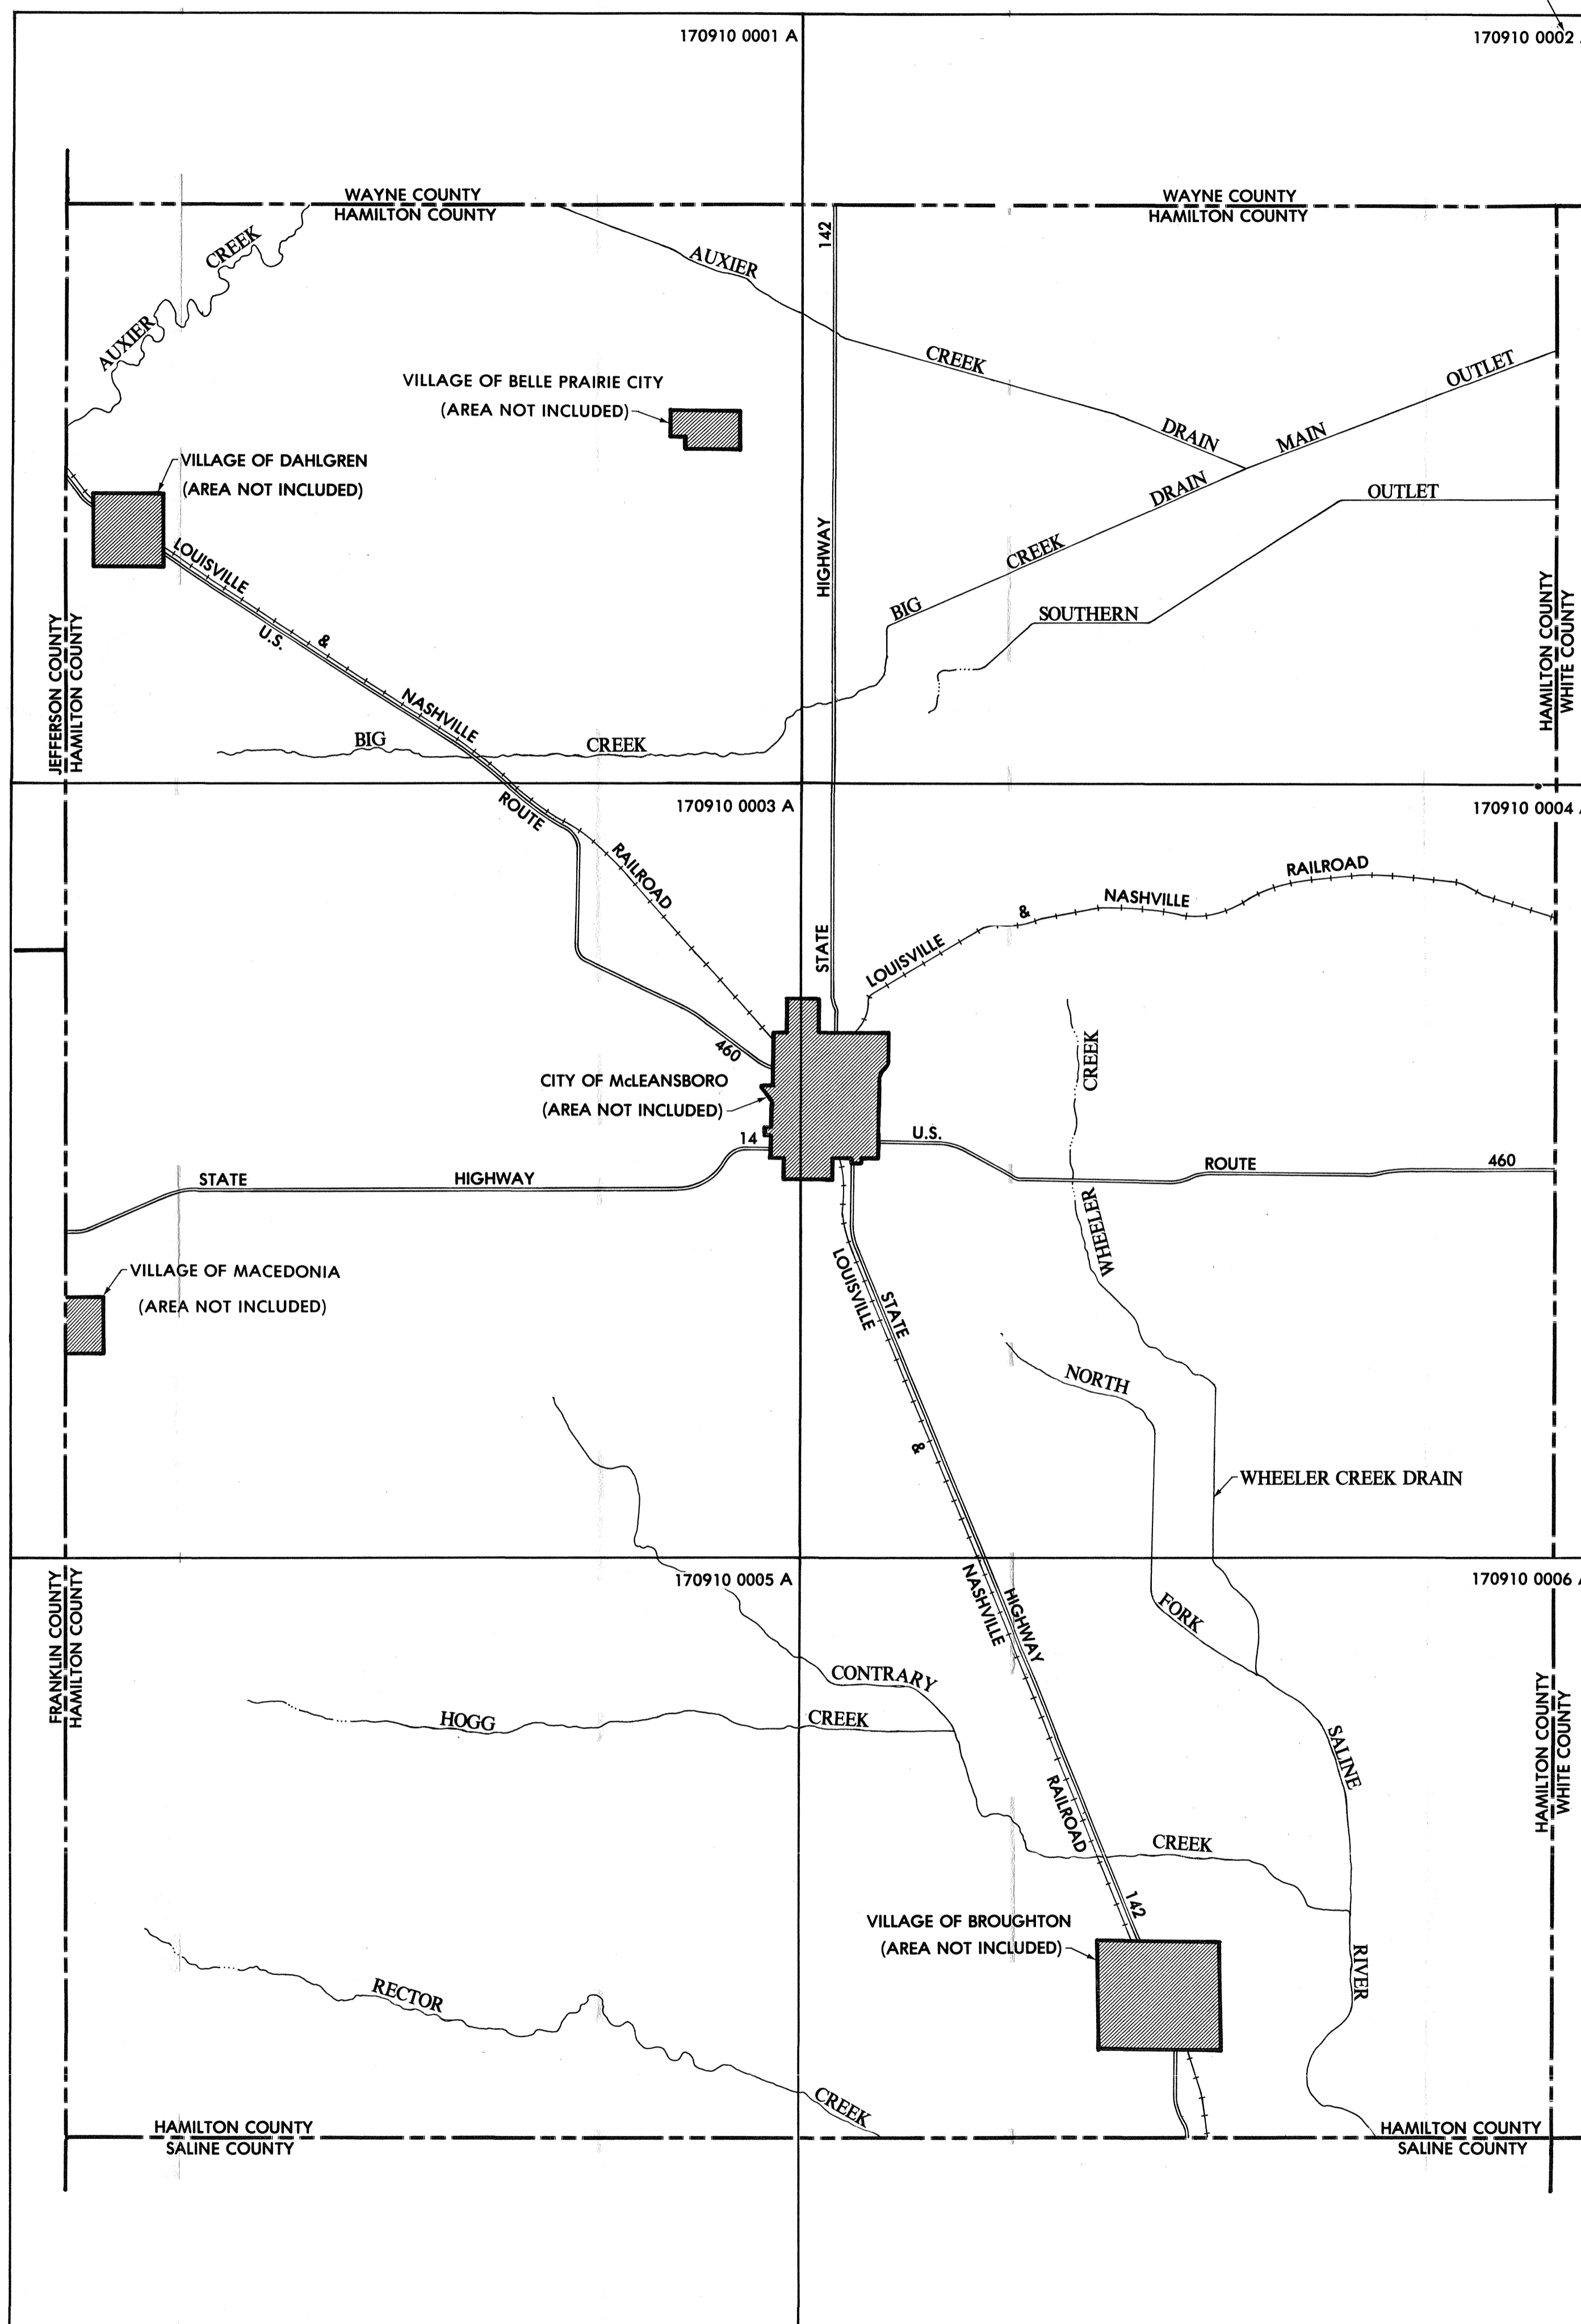 170910 0001 A
170910 0002
WAYNE COUNTY
HAMILTON COUNTY
WAYNE COUNTY
HAMILTON COUNTY
142
AUXIER CREEK
AUXIER
CREEK
DRAIN
MAIN
OUTLET
VILLAGE OF BELLE PRAIRIE CITY
(AREA NOT INCLUDED)
VILLAGE OF DAHLGREN
(AREA NOT INCLUDED)
BIG
CREEK
DRAIN
OUTLET
SOUTHERN
HIGHWAY
LOUISVILLE
&
NASHVILLE
U.S.
JEFFERSON COUNTY
HAMILTON COUNTY
HAMILTON COUNTY
WHITE COUNTY
BIG
CREEK
ROUTE
170910 0003 A
170910 0004
RAILROAD
STATE
LOUISVILLE
&
NASHVILLE
RAILROAD
460
CREEK
CITY OF McLEANSBORO
(AREA NOT INCLUDED)
14
U.S.
ROUTE
460
STATE
HIGHWAY
WHEELER
VILLAGE OF MACEDONIA
(AREA NOT INCLUDED)
LOUISVILLE
STATE
NORTH
&
WHEELER CREEK DRAIN
170910 0005 A
170910 0006 A
FRANKLIN COUNTY
HAMILTON COUNTY
NASHVILLE
HIGHWAY
FORK
CONTRARY
HOGG
CREEK
SALINE
HAMILTON COUNTY
WHITE COUNTY
RAILROAD
CREEK
142
VILLAGE OF BROUGHTON
(AREA NOT INCLUDED)
RIVER
RECTOR
CREEK
HAMILTON COUNTY
SALINE COUNTY
HAMILTON COUNTY
SALINE COUNTY